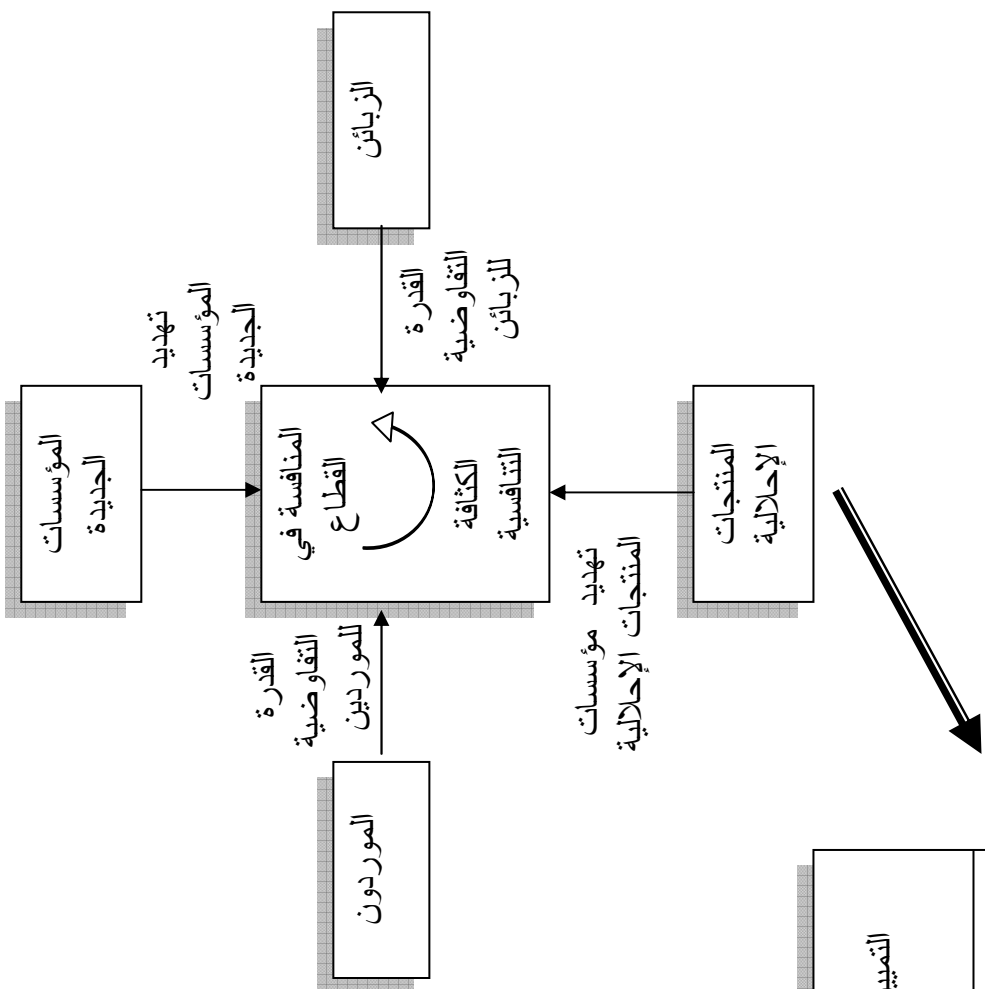 المؤسسات
الجديدة
تهديد
المؤسسات
الجديدة
الزبائن
القدرة
التفاوضية
للزبائن
المنافسة في
القطاع
الكثافة
التنافسية
القدرة
التفاوضية
للموردين
الموردون
تهديد مؤسسات
المنتجات الإحلالية
المنتجات
الإحلالية